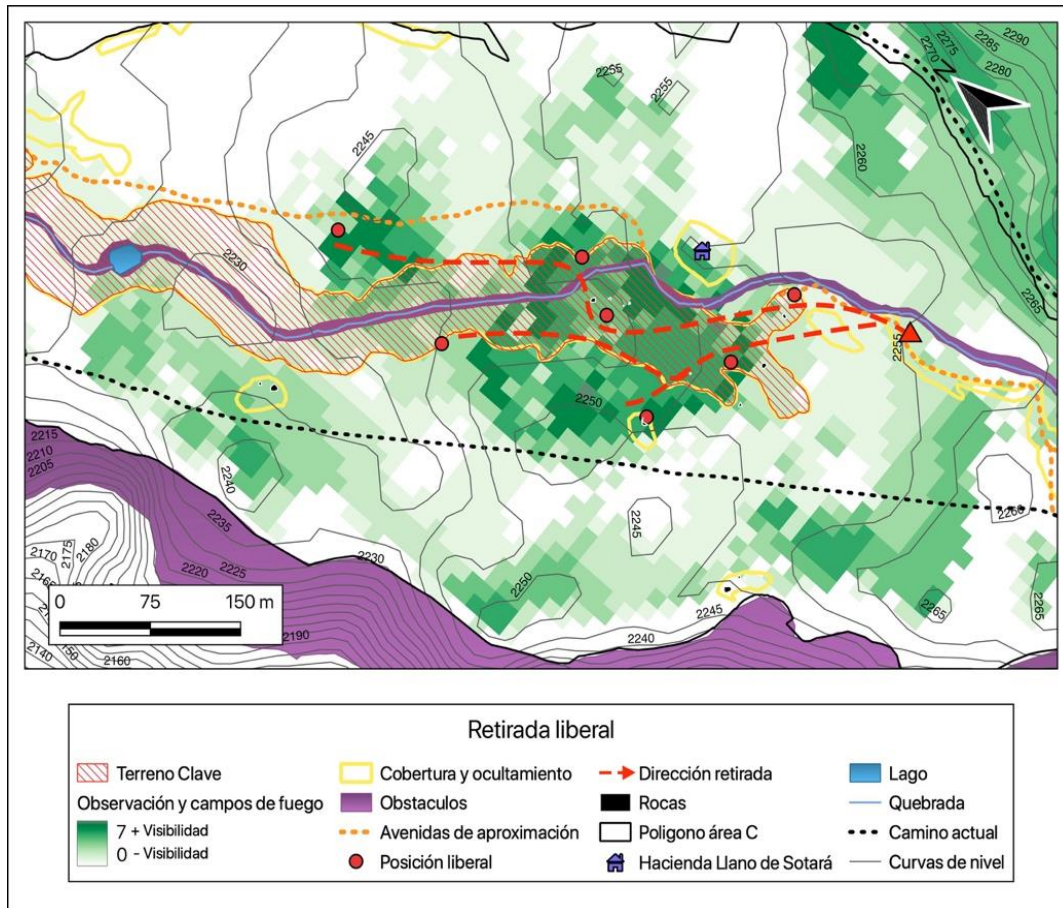 2290
2275
2285
2270
2280
N
2255
2255
2260
2245
2265
2230
2255
2250
2215
2210
2205
2240
2260
2245
2235
2230
2170
2175
2180
2225
2220
2250
2265
2265
2245
2240
0 75 150 m
2190
2140
2160
Retirada liberal
Terreno Clave
Observación y campos de fuego
7 + Visibilidad
0 - Visibilidad
Cobertura y ocultamiento
Obstaculos
Avenidas de aproximación
Posición liberal
Dirección retirada
Rocas
Poligono área C
Hacienda Llano de Sotará
Lago
Quebrada
Camino actual
Curvas de nivel